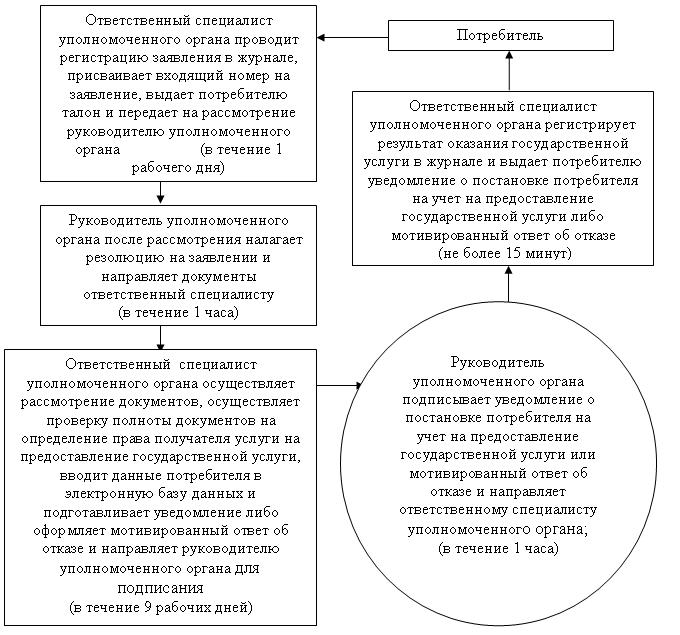 Потребитель
Ответственный специалист
уполномоченного органа проводит
регистрацию заявления в журнале,
присваивает входящий номер на
заявление, выдает потребителю
талон и передает на рассмотрение
руководителю уполномоченного
органа (в течение 1
рабочего дня)
Руководитель уполномоченного
органа после рассмотрения налагает
резолюцию на заявлении и
направляет документы
ответственный специалисту
(в течение 1 часа)
Ответственный специалист
уполномоченного органа осуществляет
рассмотрение документов, осуществляет
проверку полноты документов на
определение права получателя услуги на
предоставление государственной услуги,
вводит данные потребителя в
электронную базу данных и
подготавливает уведомление либо
оформляет мотивированный ответ об
отказе и направляет руководителю
уполномоченного органа для
подписания
(в течение 9 рабочих дней)
Руководитель
уполномоченного органа
подписывает уведомление о
постановке потребителя на
учет на предоставление
государственной услуги или
мотивированный ответ об
отказе и направляет
ответственному специалисту
уполномоченного органа;
(в течение 1 часа)
Ответственный специалист
уполномоченного органа регистрирует
результат оказания государственной
услуги в журнале и выдает потребителю
уведомление о постановке потребителя
на учет на предоставление
государственной услуги либо
мотивированный ответ об отказе
(не более 15 минут)